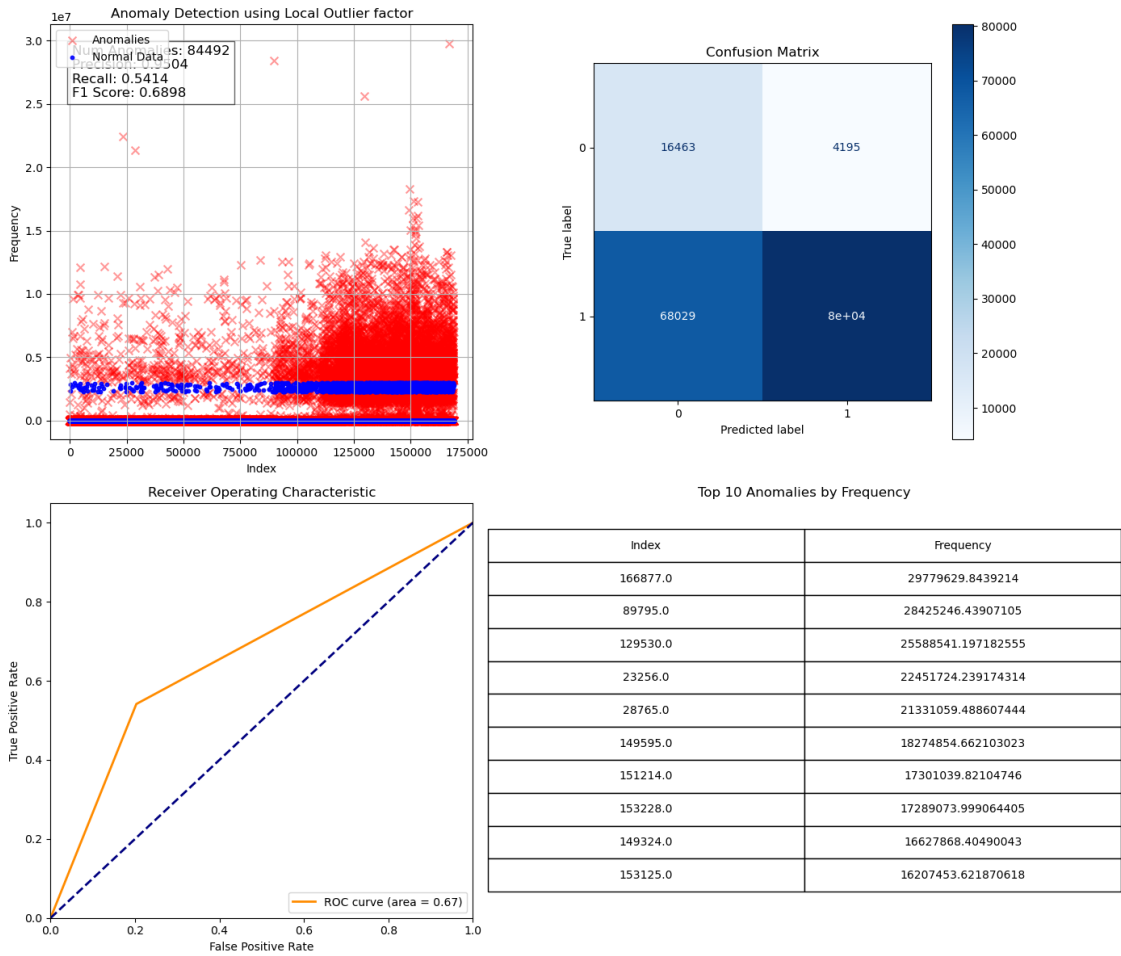 Anomaly Detection using Local Outlier factor
1e7
Anomalies
Normal Data
Num Anomalies: 84492
Precision: 0.9504
Recall: 0.5414
F1 Score: 0.6898
3.0
2.5
2.0
1.5
1.0
0.5
0.0
Frequency
0 25000 50000 75000 100000 125000 150000 175000
Index
Confusion Matrix
0
1
True label
16463 4195
68029 8e+04
0 1
Predicted label
80000
70000
60000
50000
40000
30000
20000
10000
Receiver Operating Characteristic
1.0
0.8
0.6
0.4
0.2
0.0
True Positive Rate
ROC curve (area = 0.67)
0.0 0.2 0.4 0.6 0.8 1.0
False Positive Rate
Top 10 Anomalies by Frequency
Index Frequency
166877.0 29779629.8439214
89795.0 28425246.43907105
129530.0 25588541.197182555
23256.0 22451724.239174314
28765.0 21331059.488607444
149595.0 18274854.662103023
151214.0 17301039.82104746
153228.0 17289073.999064405
149324.0 16627868.40490043
153125.0 16207453.621870618